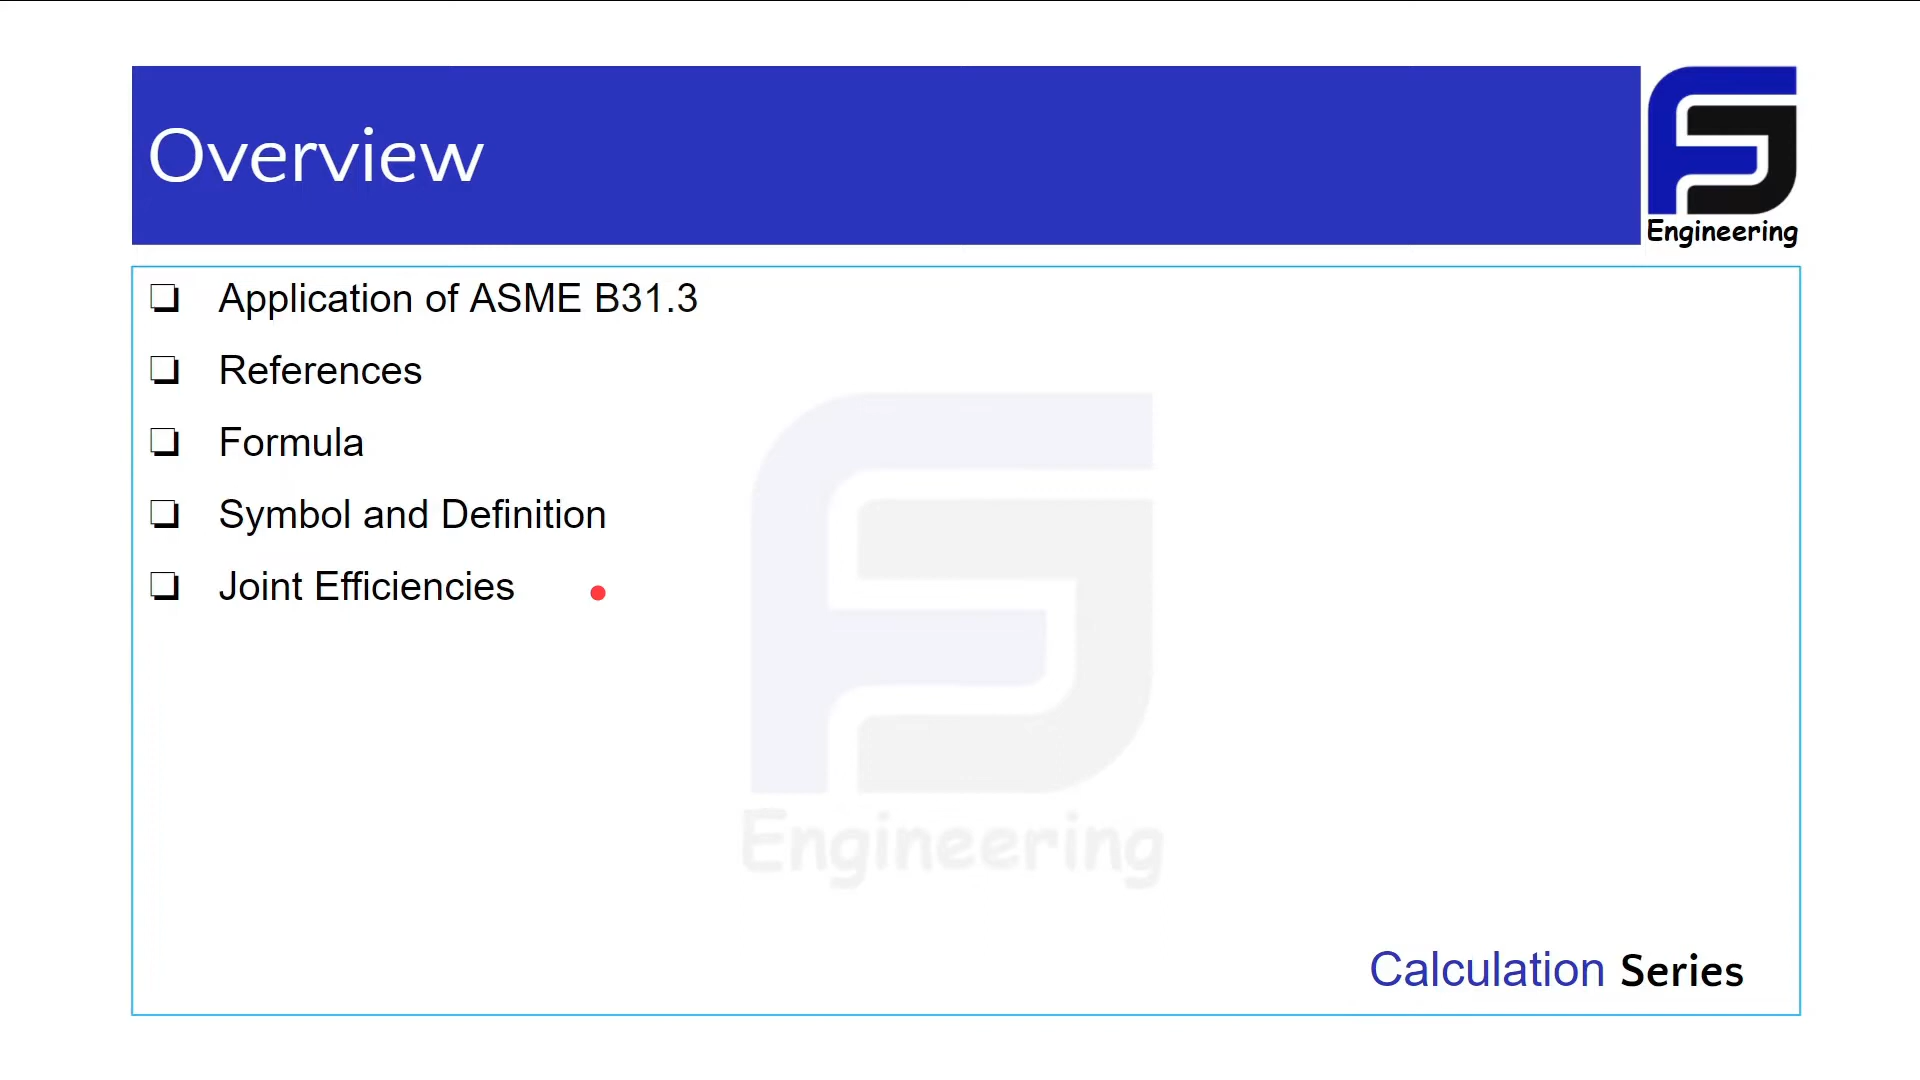 Overview
Engineering
Application of ASME B31.3
References
Formula
Symbol and Definition
Joint Efficiencies
Engineering
Calculation Series